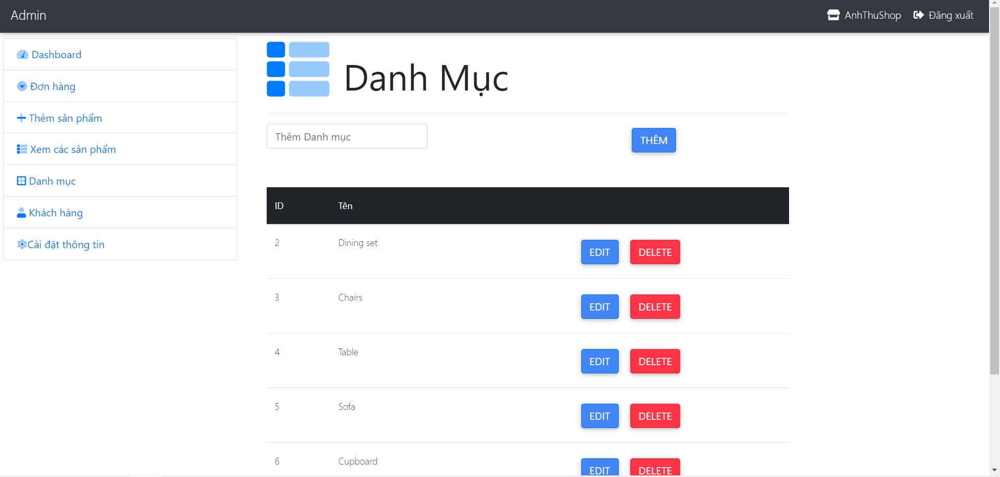 Admin
AnhThuShop Đăng xuất
Dashboard
Đơn hàng
Thêm sản phẩm
Xem các sản phẩm
Danh mục
Khách hàng
Cài đặt thông tin
Danh Mục
Thêm Danh mục
THÊM
ID Tên
2 Dining set EDIT DELETE
3 Chairs EDIT DELETE
4 Table EDIT DELETE
5 Sofa EDIT DELETE
6 Cupboard EDIT DELETE